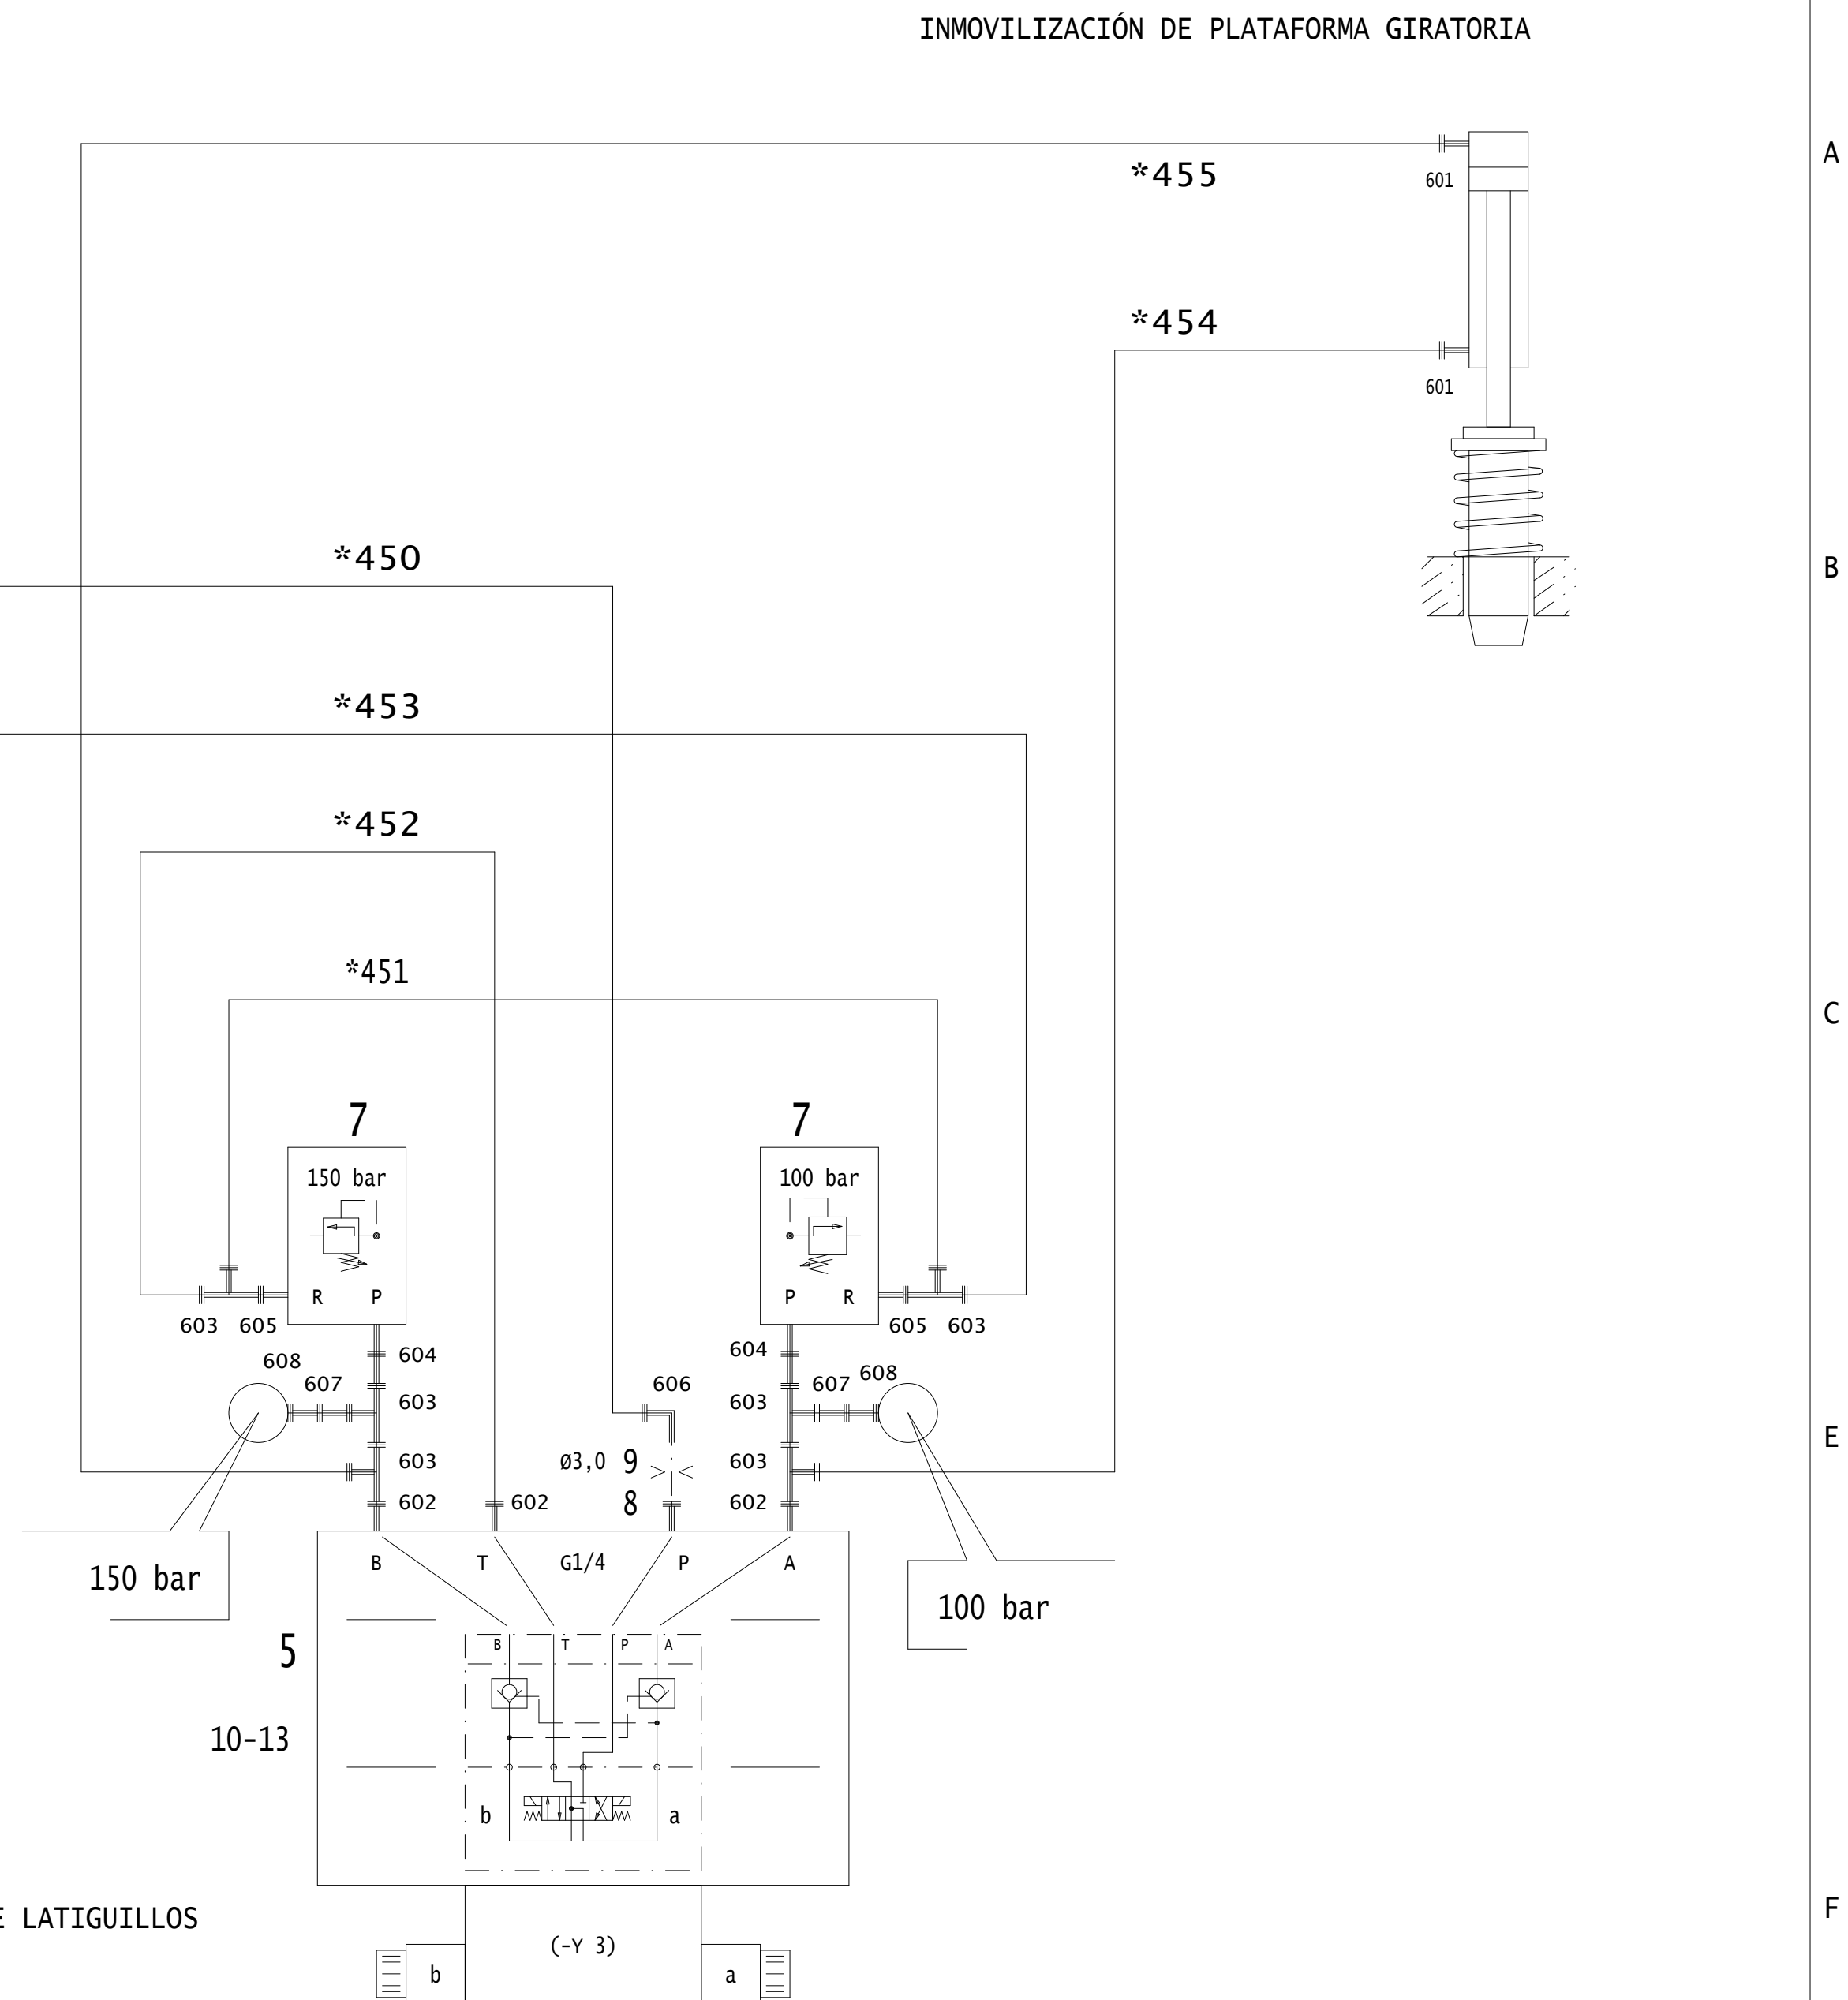 INMOVILIZACIÓN DE PLATAFORMA GIRATORIA
A
*455
601
*454
601
*450
B
*453
*452
*451
C
7
7
150 bar
100 bar
R P
P R
603 605
605 603
604
604
608
608
607
606
607
603
603
E
603
Ø3,0 9
603
602
602
8
602
B T G1/4 P A
150 bar
100 bar
5
B T P A
10-13
b
a
F
E LATIGUILLOS
(-Y 3)
b
a